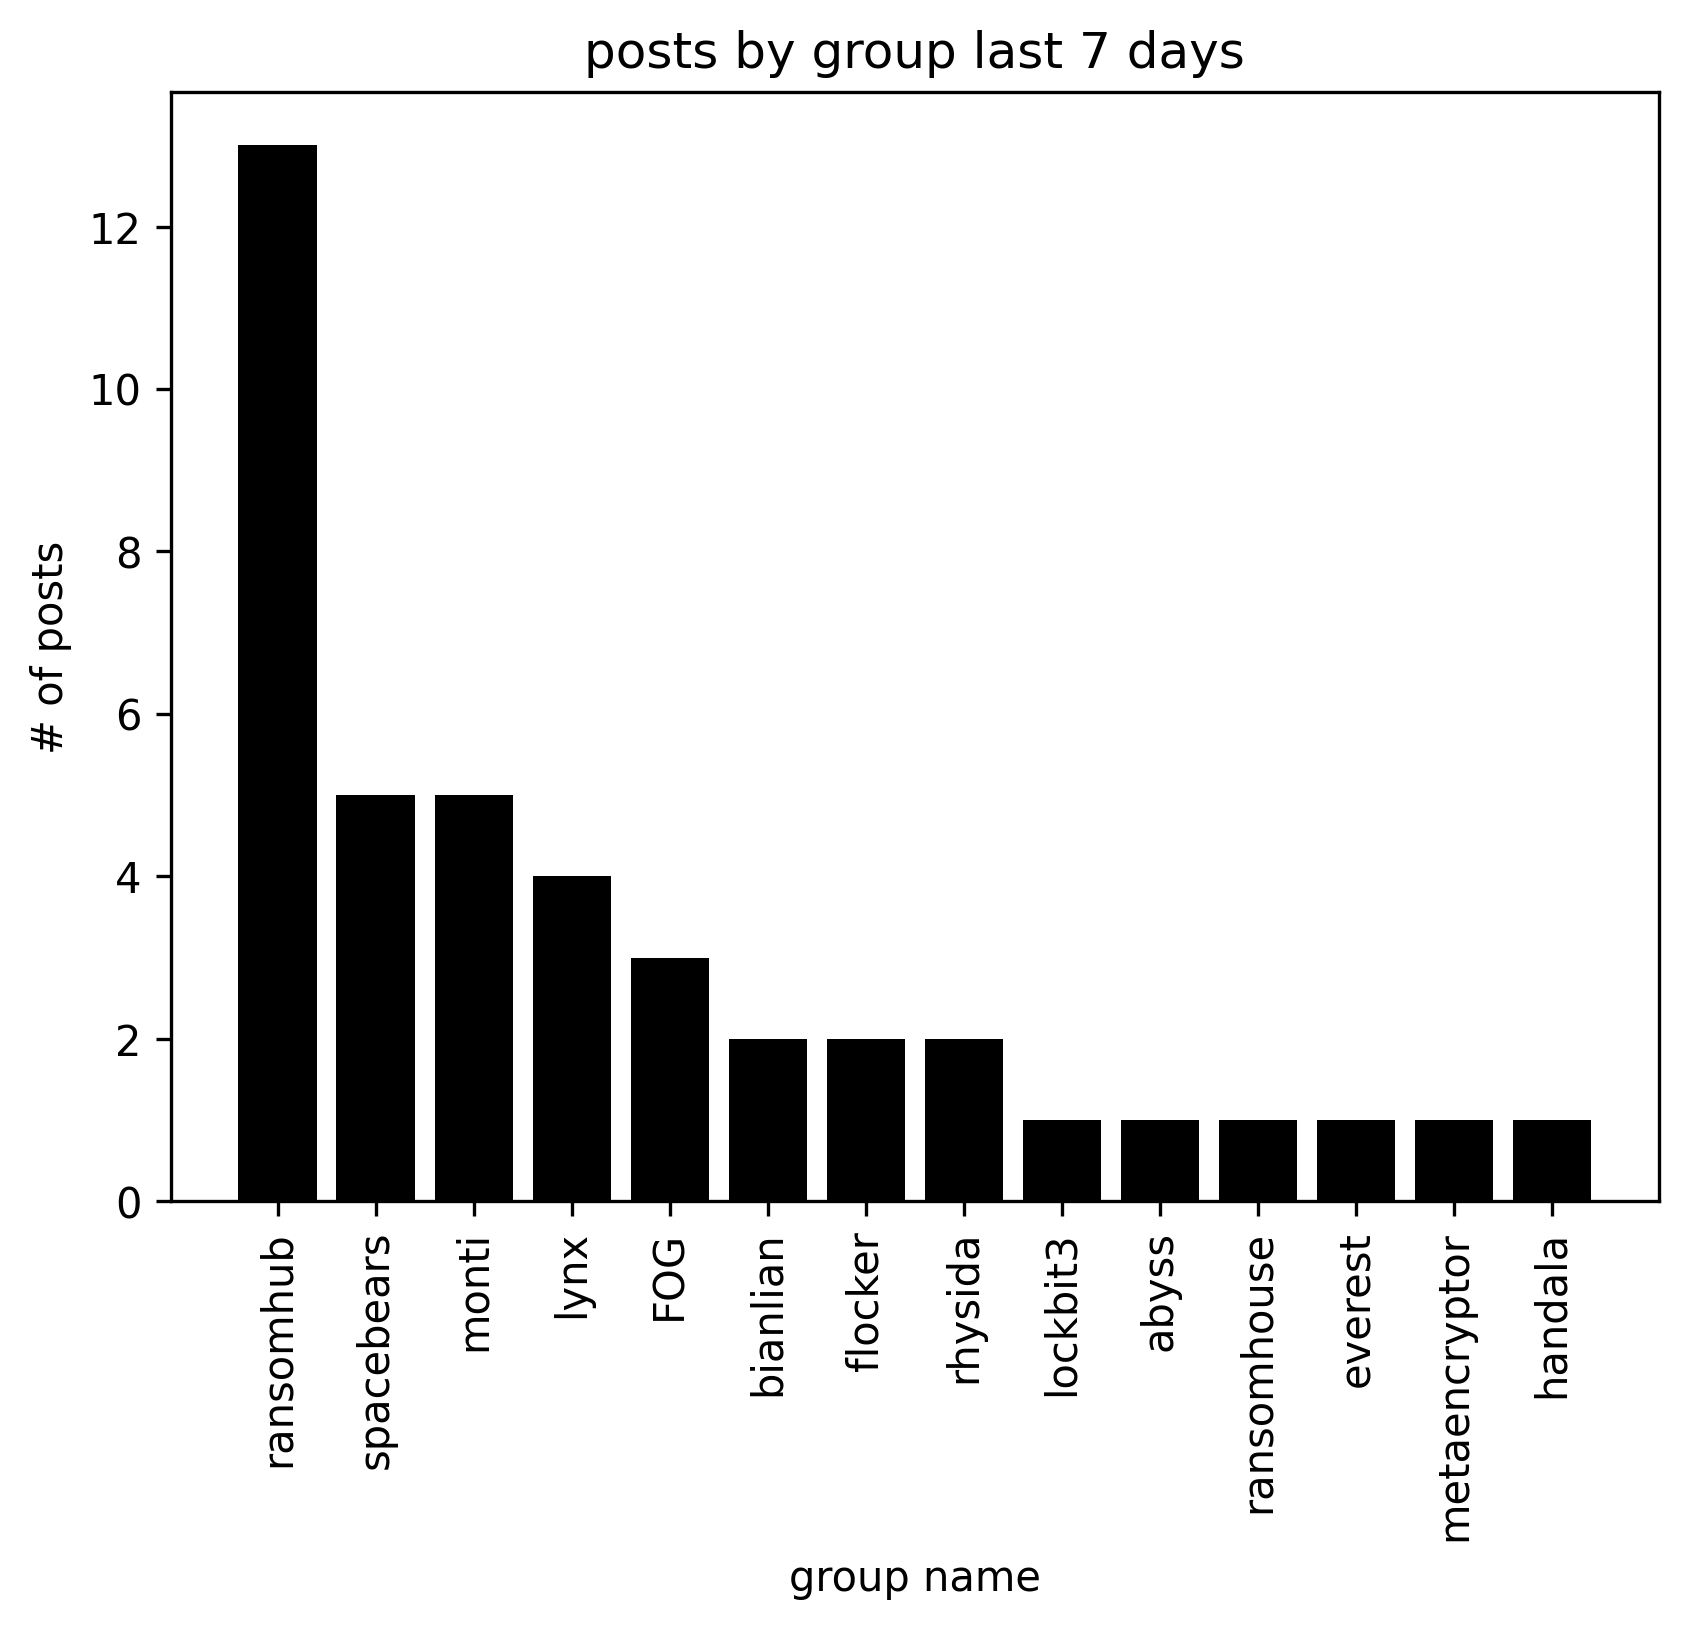 posts by group last 7 days
# of posts
12
10
8
6
4
2
0
ransomhub
spacebears
monti
lynx
FOG
bianlian
flocker
rhysida
lockbit3
abyss
ransomhouse
everest
metaencryptor
handala
group name